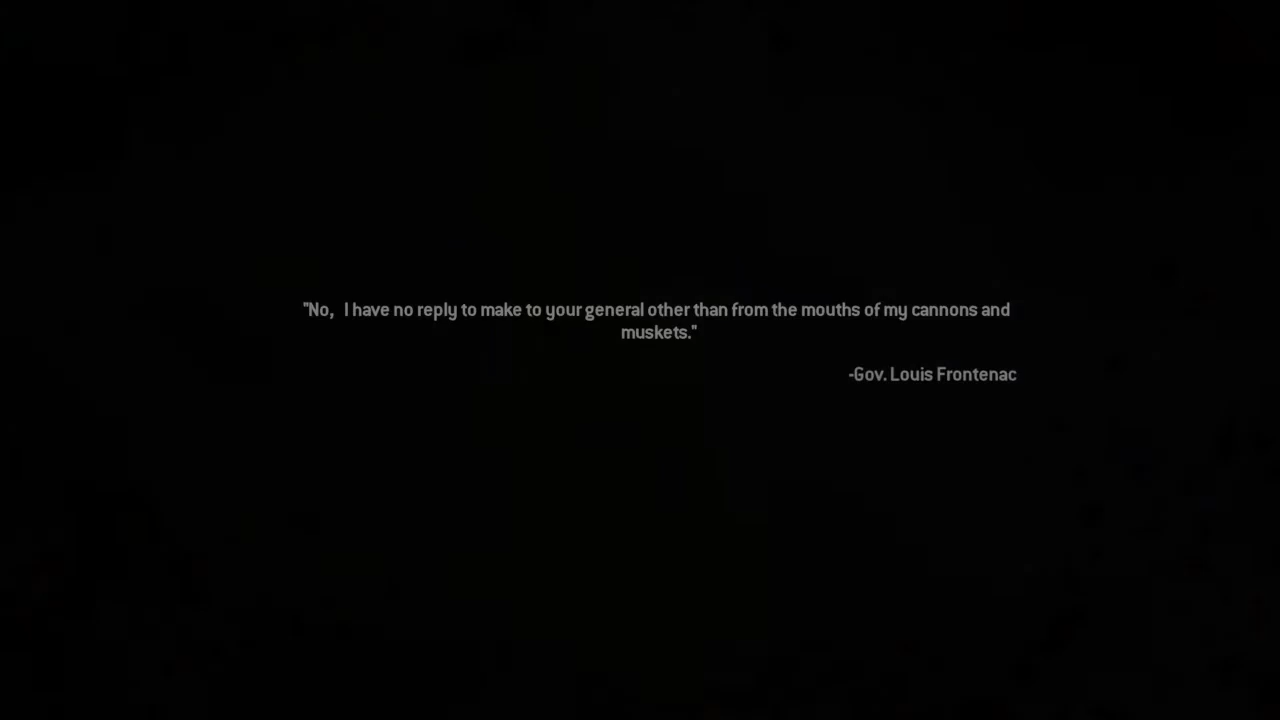 "No,  I have no reply to make to your general other than from the mouths of my cannons and
muskets."
-Gov. Louis Frontenac